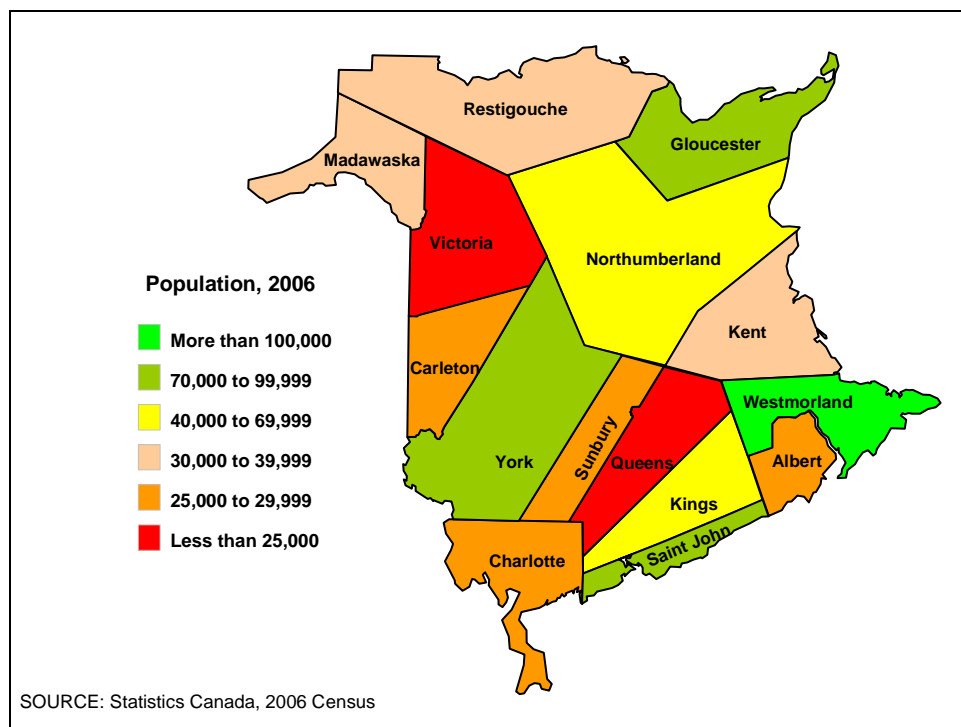 Restigouche
Gloucester
Madawaska
Victoria
Northumberland
Population, 2006
Kent
More than 100,000
Carleton
70,000 to 99,999
Westmorland
40,000 to 69,999
Sunbury
30,000 to 39,999
York
Queens
Albert
25,000 to 29,999
Kings
Less than 25,000
Saint John
Charlotte
SOURCE: Statistics Canada, 2006 Census